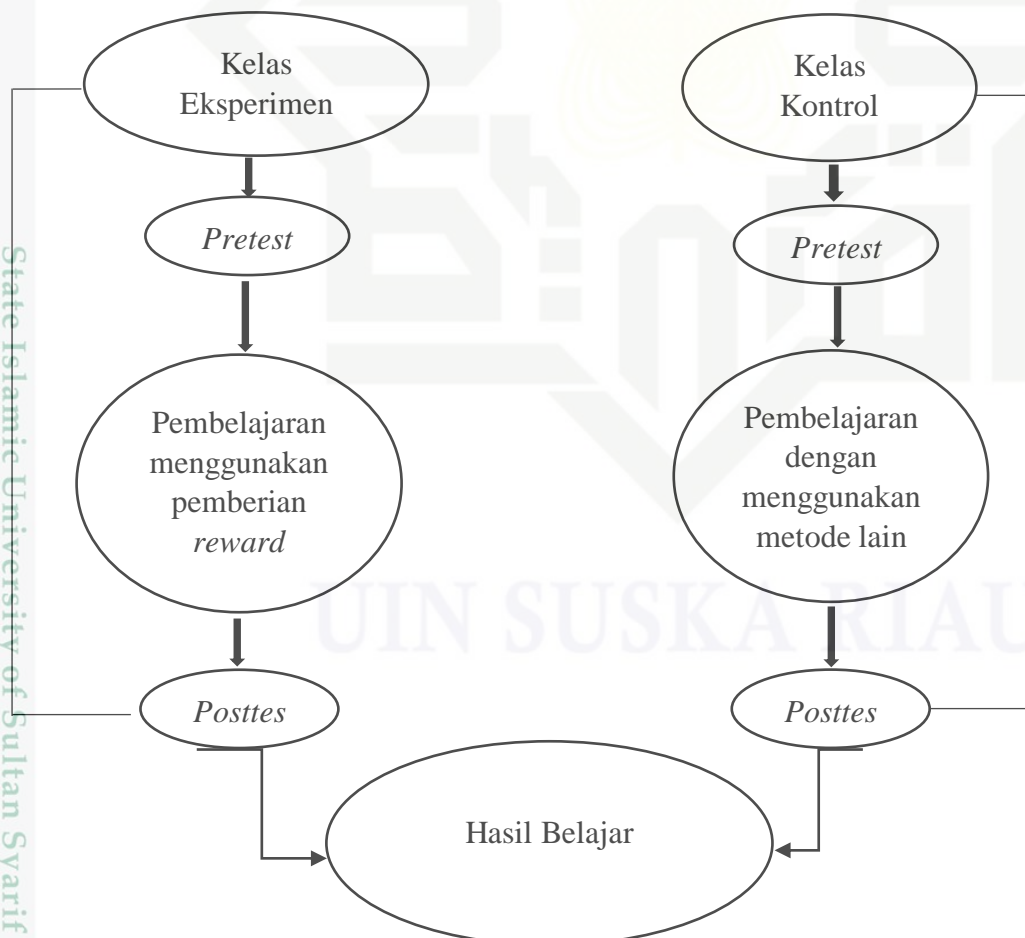 Kelas
Eksperimen
Kelas
Kontrol
Pretest
Pretest
Pembelajaran
menggunakan
pemberian
reward
Pembelajaran
dengan
menggunakan
metode lain
Posttes
Posttes
Hasil Belajar
UIN SUSKA RIAU
State Islamic University of Sultan Syarif